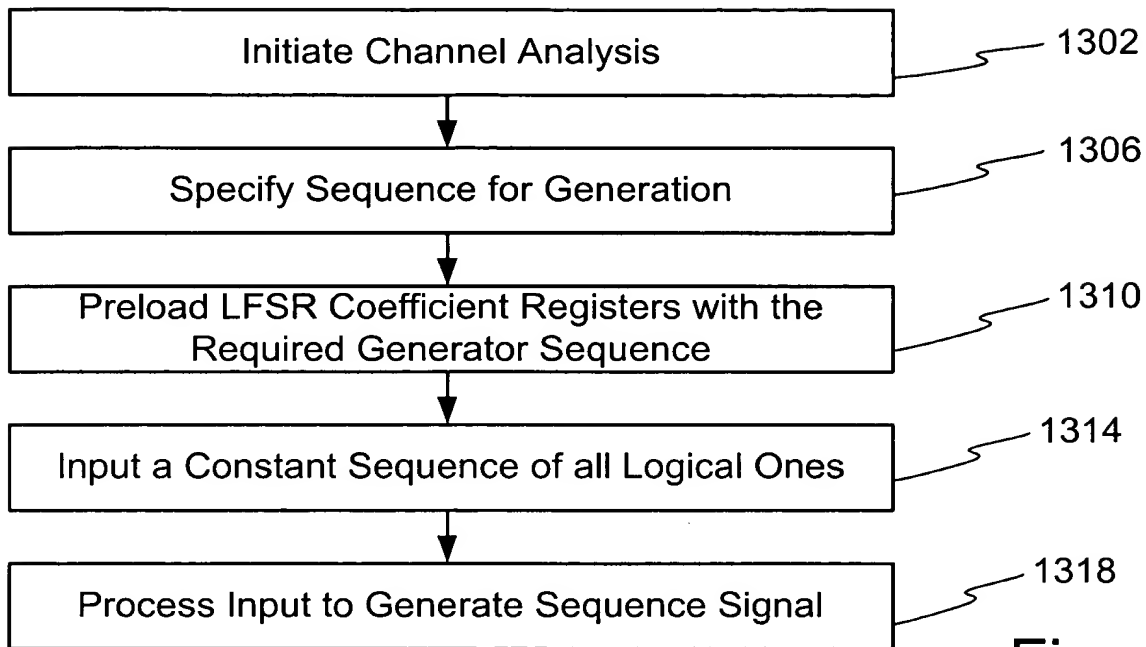 Initiate Channel Analysis
1302
Specify Sequence for Generation
1306
Preload LFSR Coefficient Registers with the
Required Generator Sequence
1310
Input a Constant Sequence of all Logical Ones
1314
Process Input to Generate Sequence Signal
1318